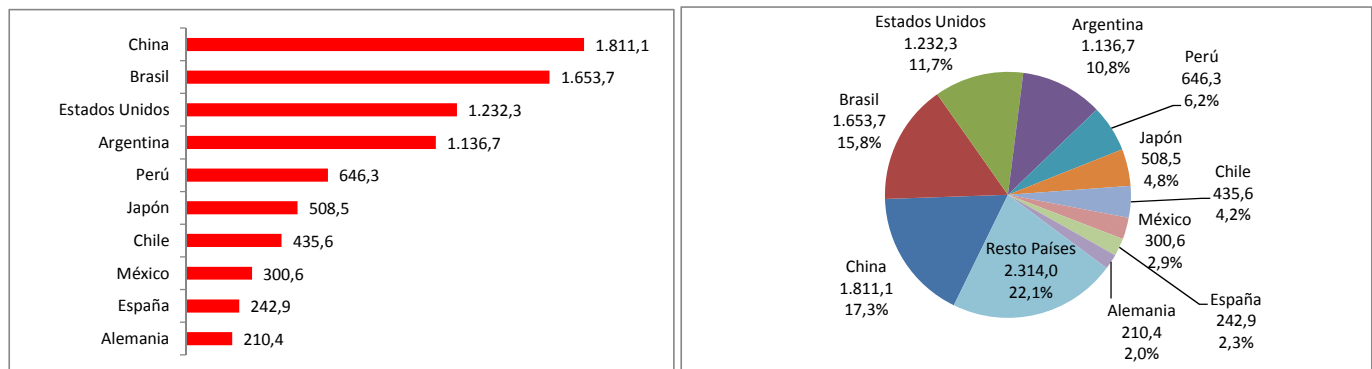 China
1.811,1
Brasil
1.653,7
Estados Unidos
1.232,3
Argentina
1.136,7
Perú
646,3
Japón
508,5
Chile
435,6
México
300,6
España
242,9
Alemania
210,4
Estados Unidos
1.232,3
11,7%
Argentina
1.136,7
10,8%
Perú
646,3
6,2%
Brasil
1.653,7
15,8%
Japón
508,5
4,8%
Chile
435,6
4,2%
México
300,6
2,9%
Resto Países
2.314,0
22,1%
China
1.811,1
17,3%
España
242,9
2,3%
Alemania
210,4
2,0%